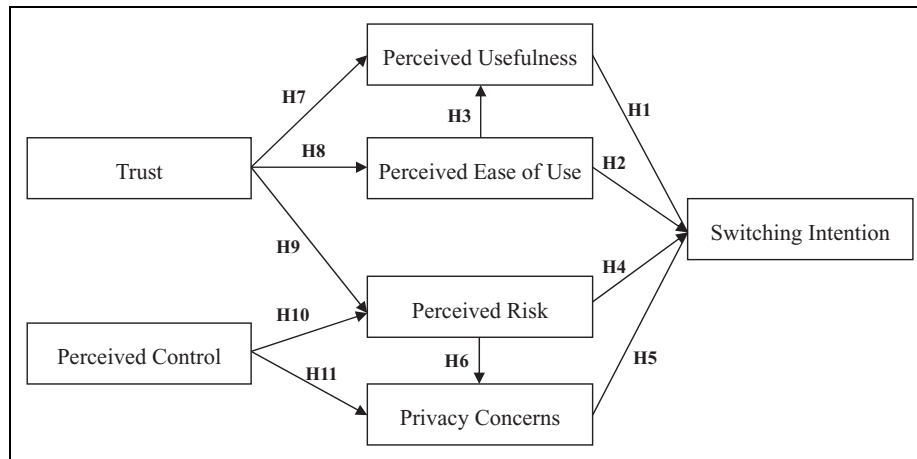 Perceived Usefulness
H7
H1
H3
H8
H2
Trust
Perceived Ease of Use
Switching Intention
H9
H4
Perceived Risk
H10
Perceived Control
H6
H5
H11
Privacy Concerns